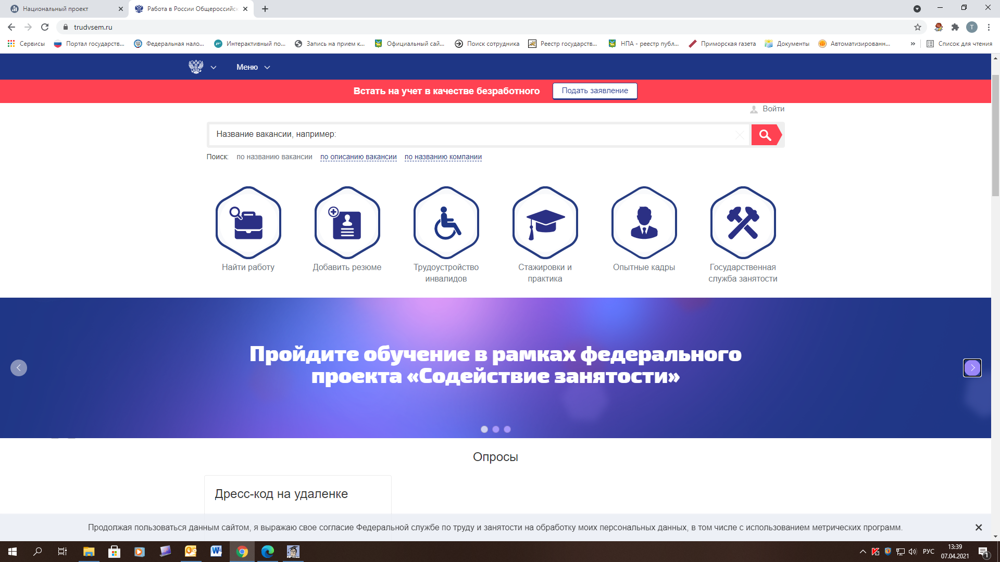 Национальный проект
Работа в России Общероссийск
trudvsem.ru
T
Сервисы
Портал государств...
Федеральная нало...
Интерактивный по...
Запись на прием к...
Официальный сай...
Поиск сотрудника
Реестр государств...
НПА - реестр публ...
Приморская газета
Документы
Автоматизированн...
»
Список для чтения
Меню
Встать на учет в качестве безработного
Подать заявление
Войти
Название вакансии, например:
Поиск: по названию вакансии по описанию вакансии по названию компании
Найти работу
Добавить резюме
Трудоустройство
инвалидов
Стажировки и
практика
Опытные кадры
Государственная
служба занятости
Пройдите обучение в рамках федерального
проекта «Содействие занятости»
Опросы
Дресс-код на удаленке
Продолжая пользоваться данным сайтом, я выражаю свое согласие Федеральной службе по труду и занятости на обработку моих персональных данных, в том числе с использованием метрических программ.
РУС
13:39
07.04.2021
1